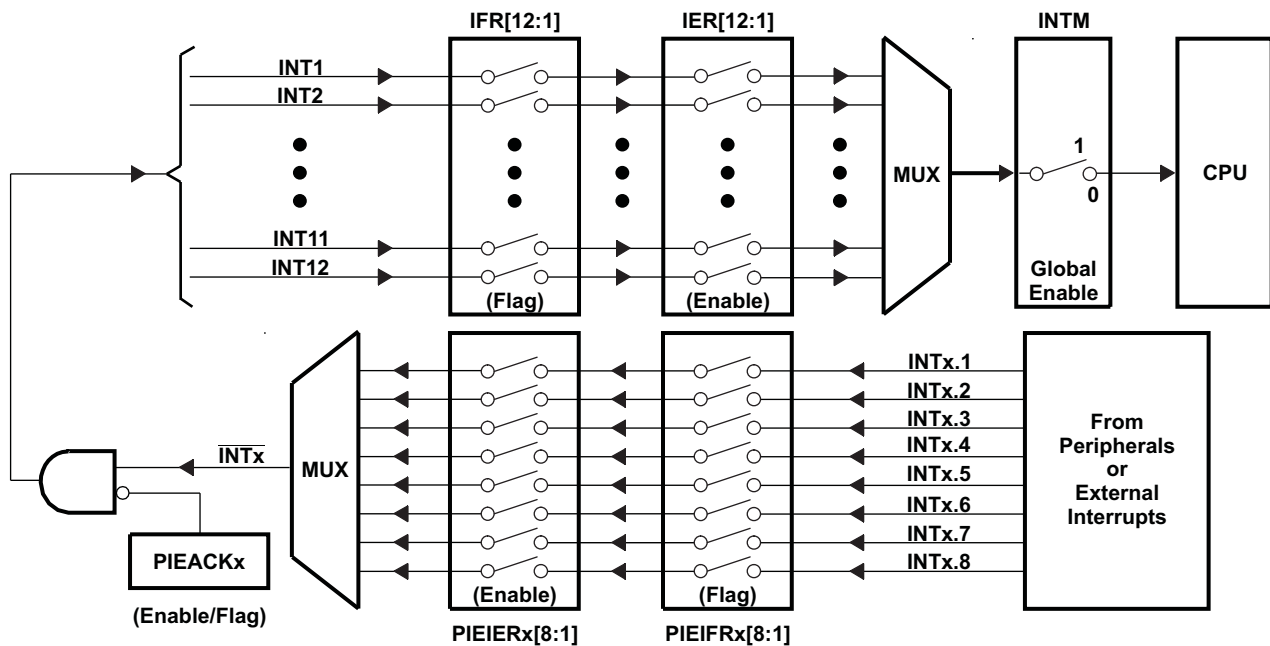 IFR[12:1]
IER[12:1]
INTM
INT1
INT2
1
MUX
CPU
0
INT11
INT12
(Flag)
(Enable)
Global
Enable
INTx.1
INTx.2
INTx.3
INTx.4
INTx.5
INTx.6
INTx.7
INTx.8
From
Peripherals
or
External
Interrupts
INTx
MUX
PIEACKx
(Enable/Flag)
(Enable)
(Flag)
PIEIERx[8:1]
PIEIFRx[8:1]